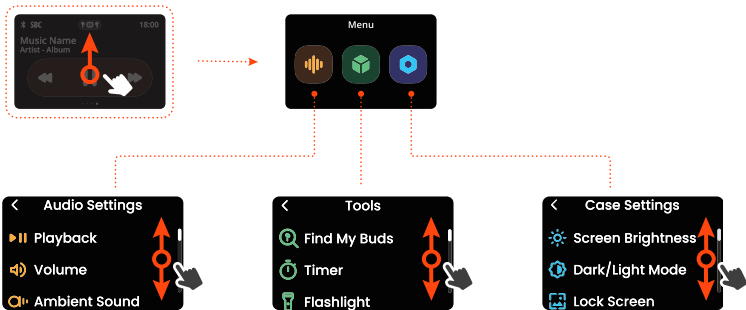 SBC
18:00
Music Name
Artist - Album
Menu
Audio Settings
Playback
Volume
Ambient Sound
Tools
Find My Buds
Timer
Flashlight
Case Settings
Screen Brightness
Dark/Light Mode
Lock Screen